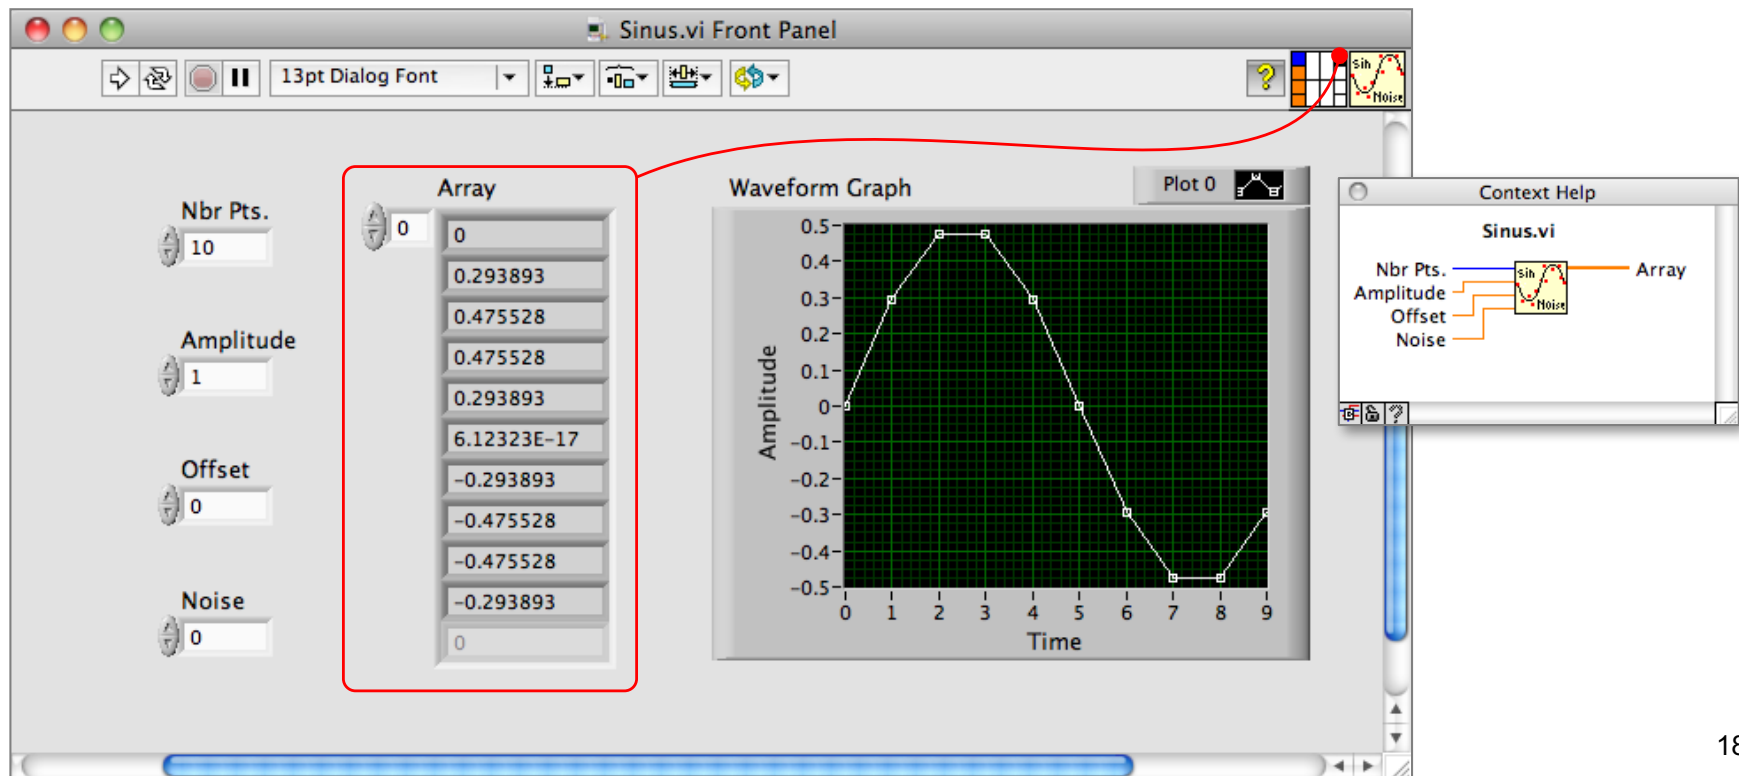 Sinus.vi Front Panel
13pt Dialog Font
?
Sin
Noise
Nbr Pts.
10
Amplitude
1
Offset
0
Noise
0
Array
0
0
0.293893
0.475528
0.475528
0.293893
6.12323E-17
-0.293893
-0.475528
-0.475528
-0.293893
0
Waveform Graph
Plot 0
Amplitude
0.5
0.4
0.3
0.2
0.1
0
-0.1
-0.2
-0.3
-0.4
-0.5
0 1 2 3 4 5 6 7 8 9
Time
Context Help
Sinus.vi
Nbr Pts.
Amplitude
Offset
Noise
Sin
Noise
Array
?
18